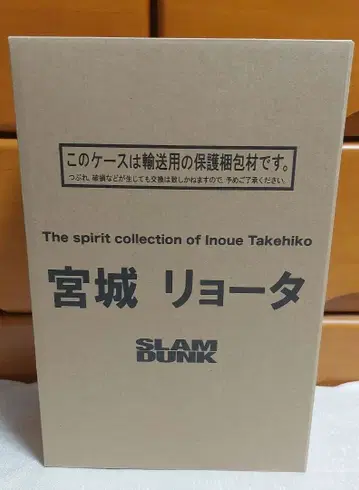 このケースは輸送用の保護梱包材です。
つぶれ、破損などが生じても交換は致しかねますので、予めご了承ください。
The spirit collection of Inoue Takehiko
宮城 リョータ
SLAM
DUNK